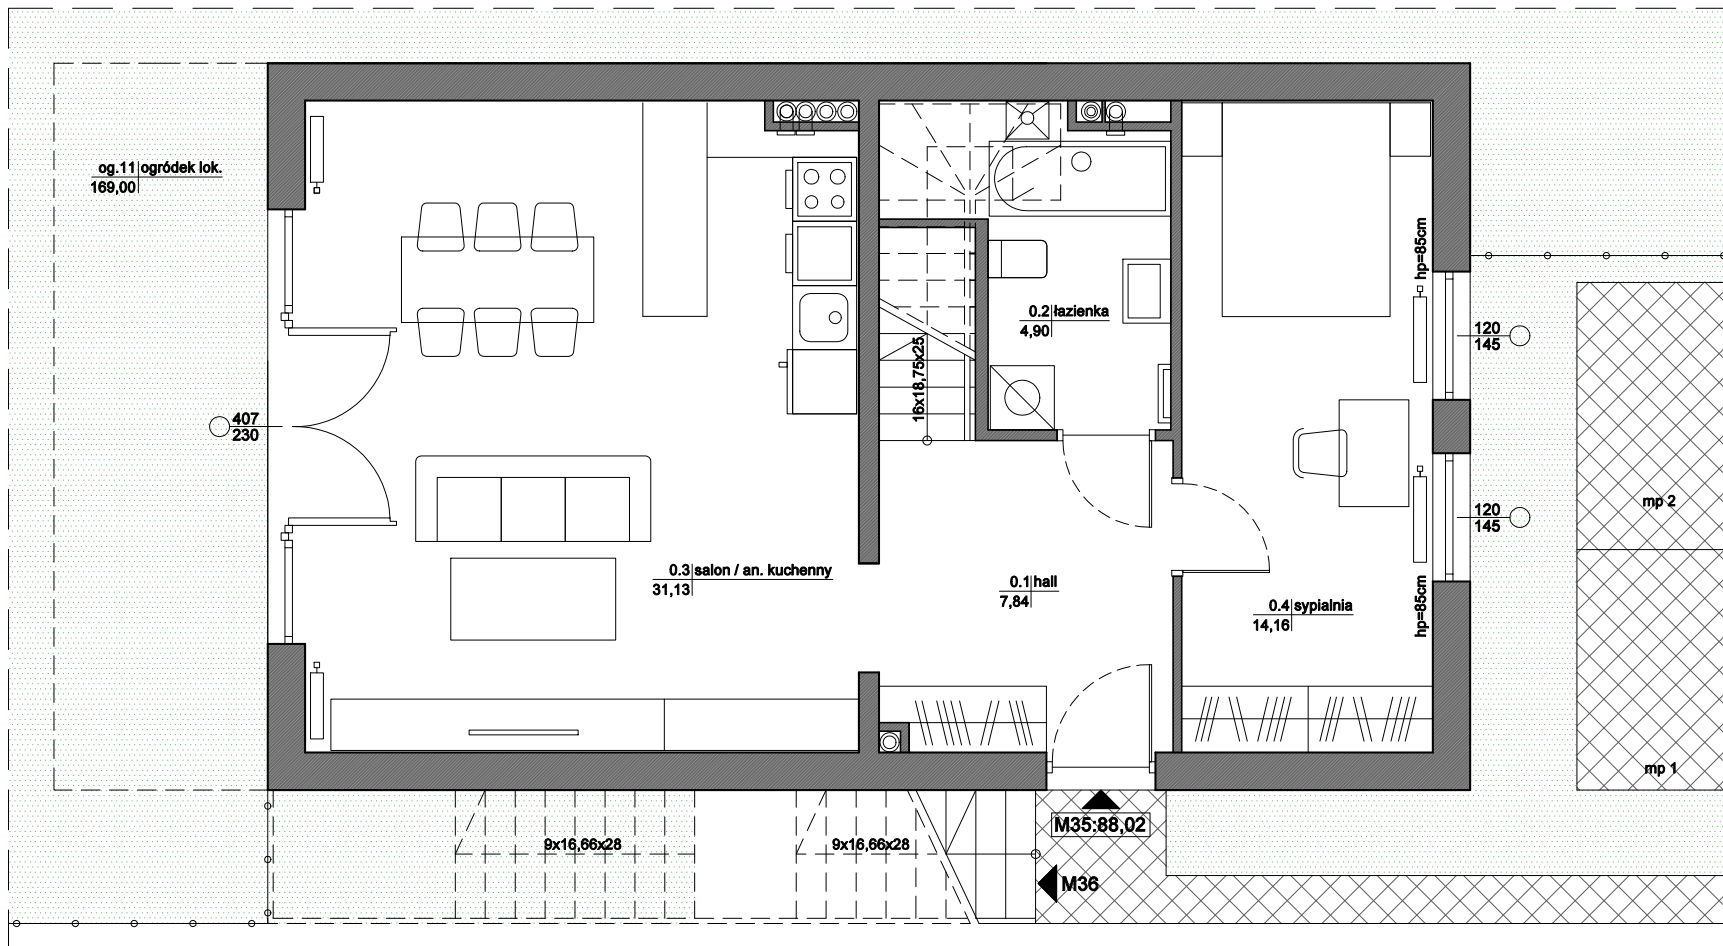 og.11 ogródek lok.
169,00
hp=85cm
0.2 łazienka
4,90
120
145
16x18,75x25
407
230
mp 2
120
145
0.3 salon / an. kuchenny
31,13
0.1 hall
7,84
0.4 sypialnia
14,16
hp=85cm
mp 1
M35:88,02
9x16,66x28
9x16,66x28
M36